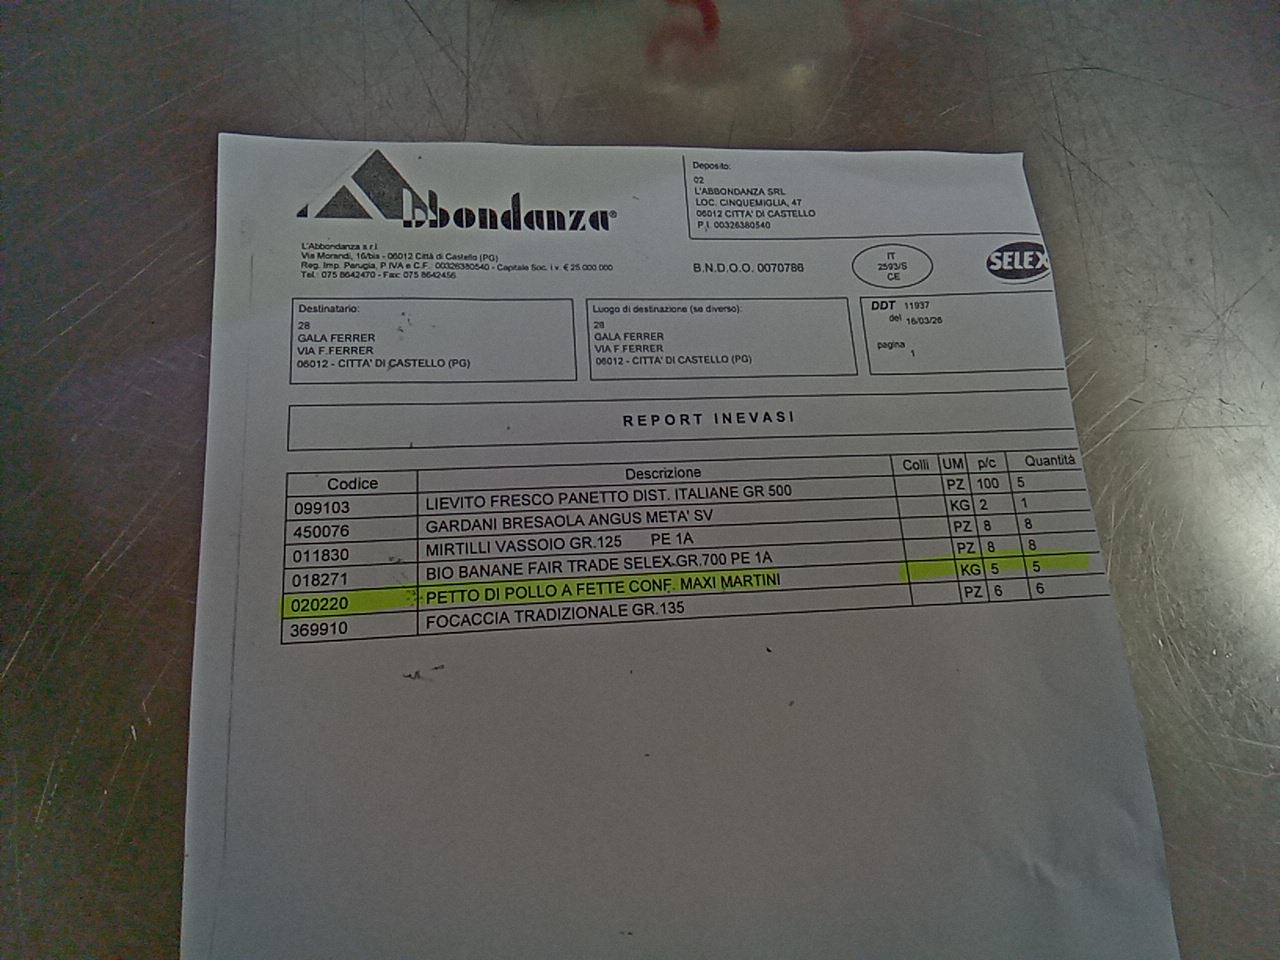 Abbondanza®
L'Abbondanza s.r.l.
Via Morandi, 16/bis - 06012 Città di Castello (PG)
Reg. Imp. Perugia, P.IVA e C.F. 00326380540 - Capitale Soc. i.v. € 25.000.000
Tel.: 075 8642470 - Fax: 075 8642456
Deposito:
02
L'ABBONDANZA SRL
LOC. CINQUEMIGLIA, 47
06012 CITTA' DI CASTELLO
P.I. 00326380540
B.N.D.O.O. 0070786
IT
2593/S
CE
SELEX
Destinatario:
28
GALA FERRER
VIA F.FERRER
06012 - CITTA' DI CASTELLO (PG)
Luogo di destinazione (se diverso):
28
GALA FERRER
VIA F.FERRER
06012 - CITTA' DI CASTELLO (PG)
DDT 11937
del 16/03/26
pagina
1
REPORT INEVASI
Codice Descrizione Colli UM p/c Quantità
099103 LIEVITO FRESCO PANETTO DIST. ITALIANE GR 500 PZ 100 5
450076 GARDANI BRESAOLA ANGUS META' SV KG 2 1
011830 MIRTILLI VASSOIO GR.125 PE 1A PZ 8 8
018271 BIO BANANE FAIR TRADE SELEX GR.700 PE 1A PZ 8 8
020220 PETTO DI POLLO A FETTE CONF. MAXI MARTINI KG 5 5
369910 FOCACCIA TRADIZIONALE GR.135 PZ 6 6